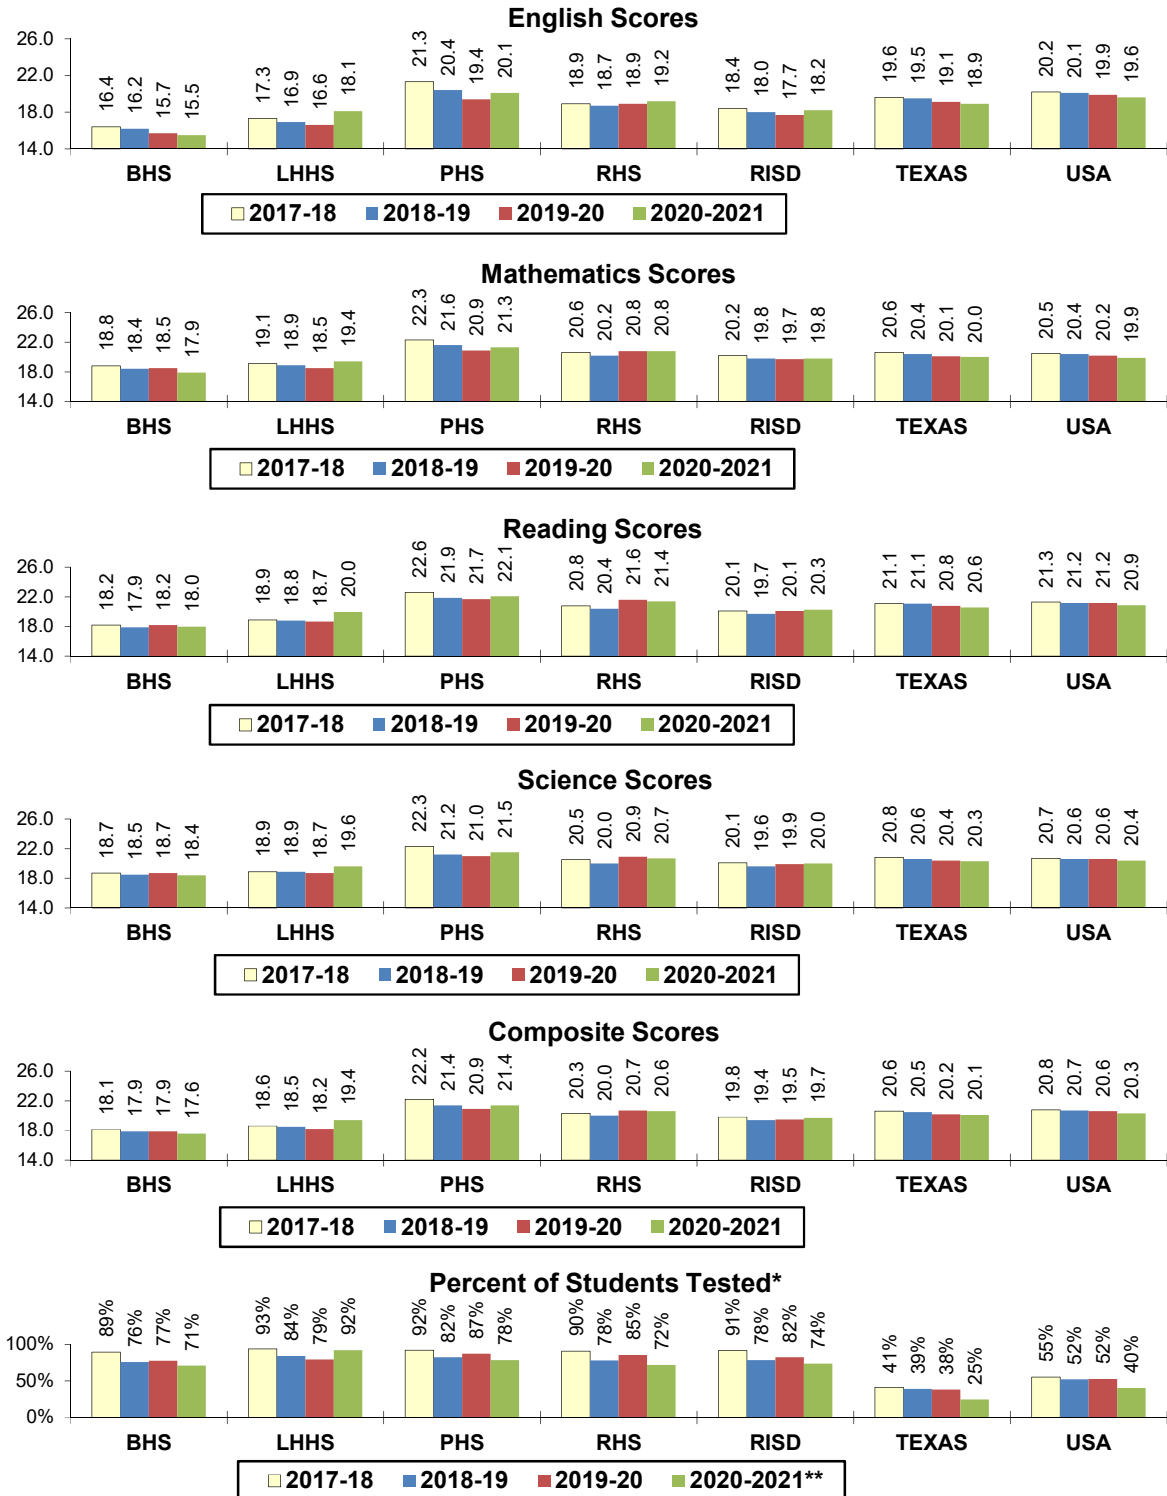 English Scores
26.0
22.0
18.0
14.0
16.4 16.2 15.7 15.5 17.3 16.9 16.6 18.1 21.3 20.4 19.4 20.1 18.9 18.7 18.9 19.2 18.4 18.0 17.7 18.2 19.6 19.5 19.1 18.9 20.2 20.1 19.9 19.6
BHS LHHS PHS RHS RISD TEXAS USA
2017-18 2018-19 2019-20 2020-2021
Mathematics Scores
26.0
22.0
18.0
14.0
18.8 18.4 18.5 17.9 19.1 18.9 18.5 19.4 22.3 21.6 20.9 21.3 20.6 20.2 20.8 20.8 20.2 19.8 19.7 19.8 20.6 20.4 20.1 20.0 20.5 20.4 20.2 19.9
BHS LHHS PHS RHS RISD TEXAS USA
2017-18 2018-19 2019-20 2020-2021
Reading Scores
26.0
22.0
18.0
14.0
18.2 17.9 18.2 18.0 18.9 18.8 18.7 20.0 22.6 21.9 21.7 22.1 20.8 20.4 21.6 21.4 20.1 19.7 20.1 20.3 21.1 21.1 20.8 20.6 21.3 21.2 21.2 20.9
BHS LHHS PHS RHS RISD TEXAS USA
2017-18 2018-19 2019-20 2020-2021
Science Scores
26.0
22.0
18.0
14.0
18.7 18.5 18.7 18.4 18.9 18.9 18.7 19.6 22.3 21.2 21.0 21.5 20.5 20.0 20.9 20.7 20.1 19.6 19.9 20.0 20.8 20.6 20.4 20.3 20.7 20.6 20.6 20.4
BHS LHHS PHS RHS RISD TEXAS USA
2017-18 2018-19 2019-20 2020-2021
Composite Scores
26.0
22.0
18.0
14.0
18.1 17.9 17.9 17.6 18.6 18.5 18.2 19.4 22.2 21.4 20.9 21.4 20.3 20.0 20.7 20.6 19.8 19.4 19.5 19.7 20.6 20.5 20.2 20.1 20.8 20.7 20.6 20.3
BHS LHHS PHS RHS RISD TEXAS USA
2017-18 2018-19 2019-20 2020-2021
Percent of Students Tested*
100%
50%
0%
89% 76% 77% 71% 93% 84% 79% 92% 92% 82% 87% 78% 90% 78% 85% 72% 91% 78% 82% 74% 41% 39% 38% 25% 55% 52% 52% 40%
BHS LHHS PHS RHS RISD TEXAS USA
2017-18 2018-19 2019-20 2020-2021**